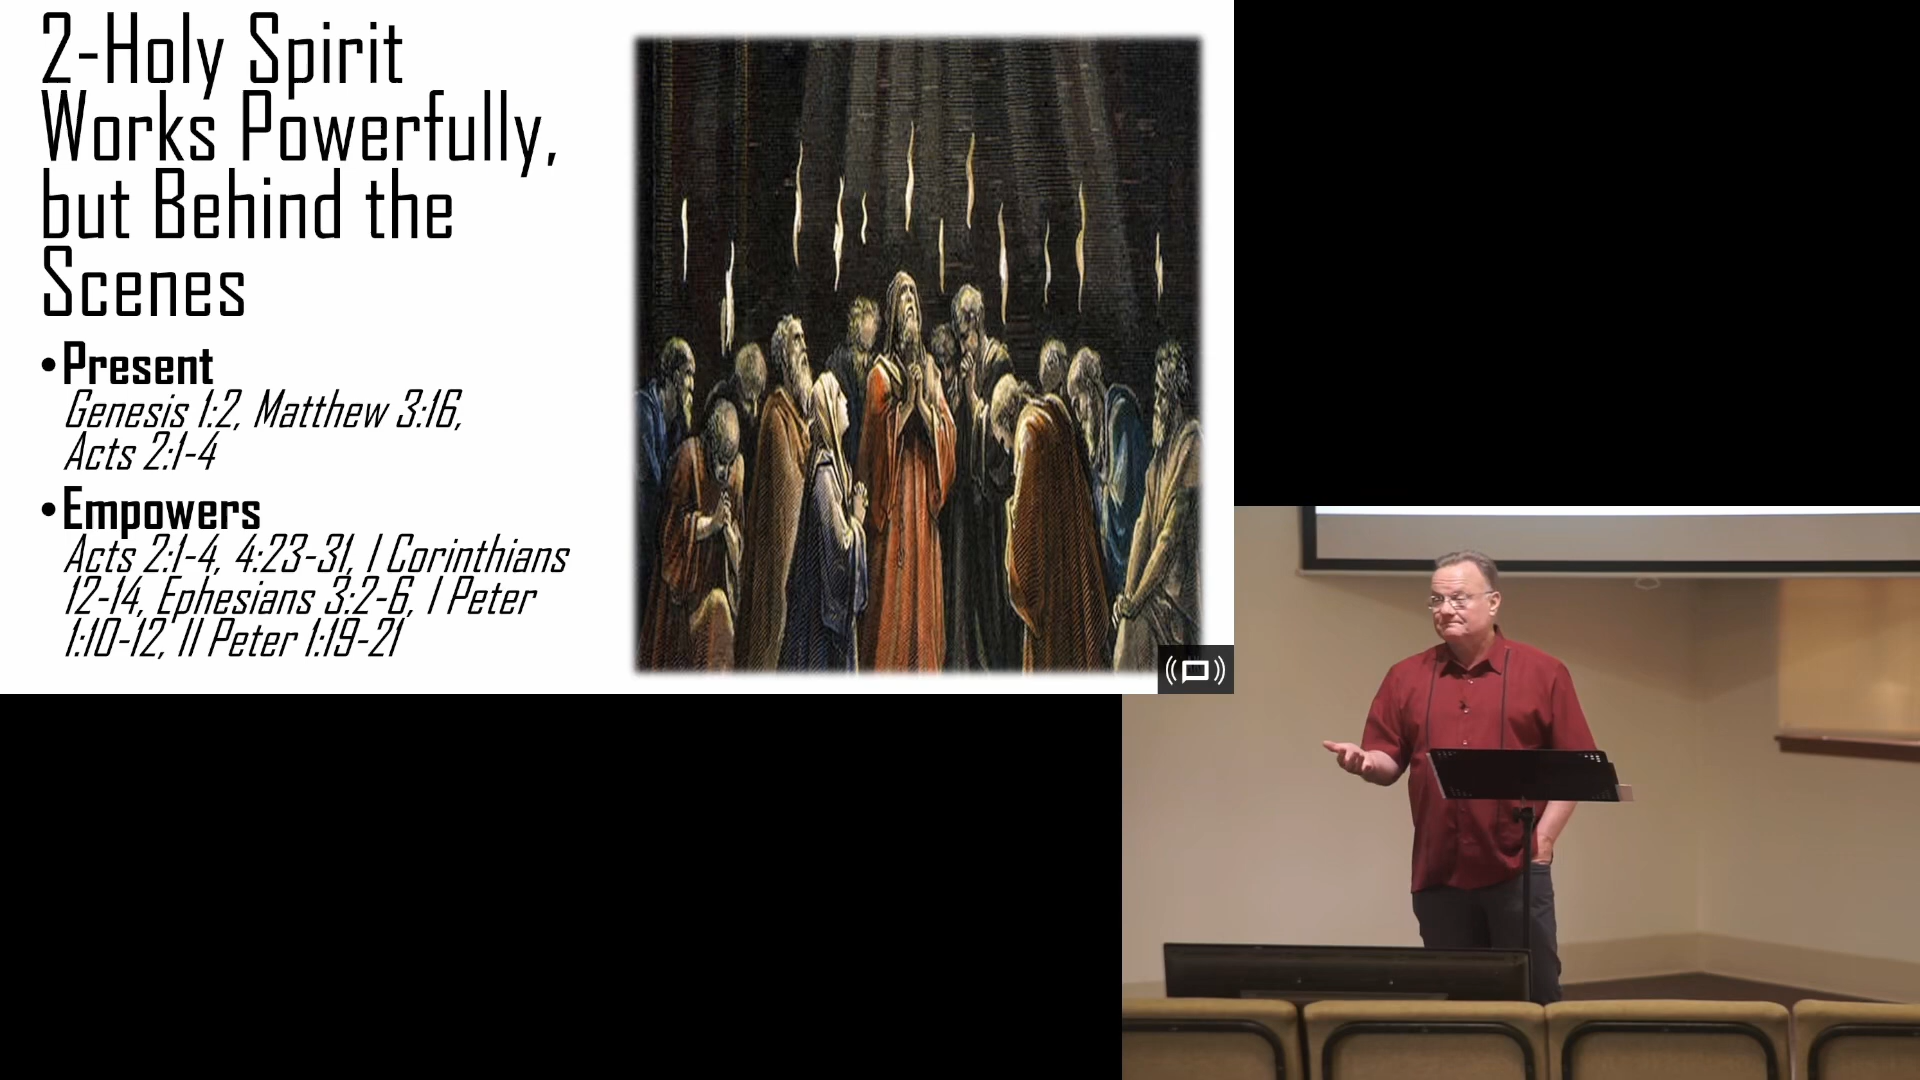 2-Holy Spirit
Works Powerfully,
but Behind the
Scenes
•Present
Genesis 1:2, Matthew 3:16,
Acts 2:1-4
•Empowers
Acts 2:1-4, 4:23-31, I Corinthians
12-14, Ephesians 3:2-6, I Peter
1:10-12, II Peter 1:19-21